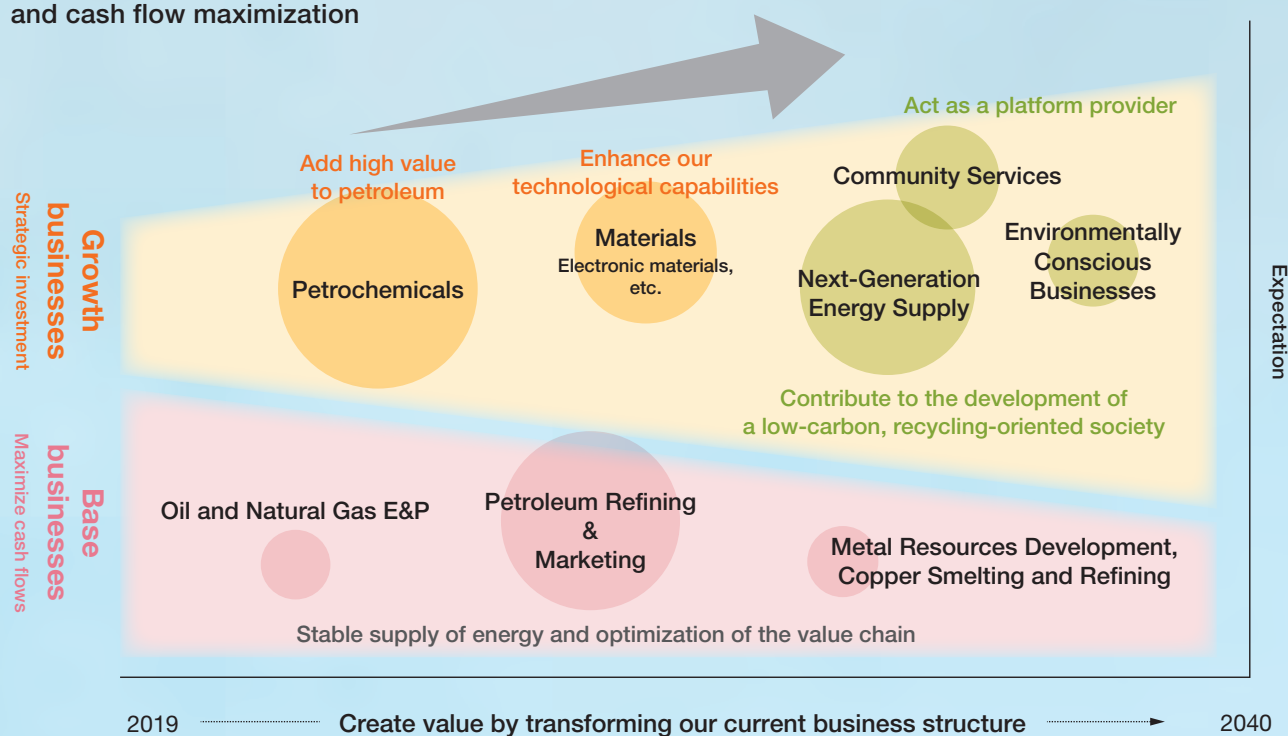 and cash flow maximization
Growth
businesses
Strategic investment
Add high value
to petroleum
Enhance our
technological capabilities
Act as a platform provider
Petrochemicals
Materials
Electronic materials,
etc.
Community Services
Next-Generation
Energy Supply
Environmentally
Conscious
Businesses
Contribute to the development of
a low-carbon, recycling-oriented society
Expectation
Base
businesses
Maximize cash flows
Oil and Natural Gas E&P
Petroleum Refining
&
Marketing
Metal Resources Development,
Copper Smelting and Refining
Stable supply of energy and optimization of the value chain
2019
Create value by transforming our current business structure
2040